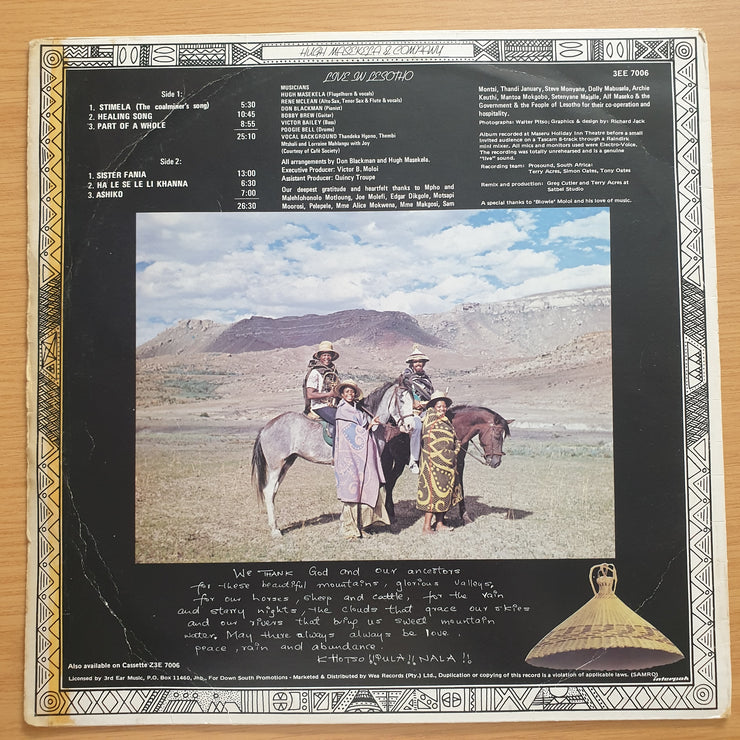 HUGH MASEKELA & COMPANY
LIVE IN LESOTHO
3EE 7006
Side 1:
1. STIMELA (The coalminer's song) 5:30
2. HEALING SONG 10:45
3. PART OF A WHOLE 8:55
25:10
Side 2:
1. SISTER FANIA 13:00
2. HA LE SE LE LI KHANNA 6:30
3. ASHIKO 7:00
26:30
MUSICIANS
HUGH MASEKELA (Flugelhorn & vocals)
RENE McLEAN (Alto Sax, Tenor Sax & Flute & vocals)
DON BLACKMAN (Pianist)
BOBBY BREW (Guitar)
VICTOR BAILEY (Bass)
POOGIE BELL (Drums)
VOCAL BACKGROUND Thandeka Ngono, Thembi
Mtshali and Lorraine Mahlangu with Joy
(Courtesy of Café Society)
All arrangements by Don Blackman and Hugh Masekela.
Executive Producer: Victor B. Moloi
Assistant Producer: Quincy Troupe
Our deepest gratitude and heartfelt thanks to Mpho and
Malehlohonolo Motloung, Joe Molefi, Edgar Dikgole, Motsapi
Moorosi, Pelepele, Mme Alice Mokwena, Mme Makgosi, Sam
Montsi, Thandi January, Steve Monyane, Dolly Mabusela, Archie
Keuthi, Mantoa Mokgobo, Setenyane Majalle, Alf Maseko & the
Government & the People of Lesotho for their co-operation and
hospitality.
Photographs: Walter Pitso; Graphics & design by: Richard Jack
Album recorded at Maseru Holiday Inn Theatre before a small
invited audience on a Tascam 8-track through a Raindirk
mini mixer. All mics and monitors used were Electro-Voice.
The recording was totally unrehearsed and is a genuine
"live" sound.
Recording team: Prosound, South Africa:
Terry Acres, Simon Oates, Tony Oates
Remix and production: Greg Cutler and Terry Acres at
Satbel Studio
A special thanks to 'Blowie' Moloi and his love of music.
We THANK God and our ancestors
for these beautiful mountains, glorious valleys,
for our horses, sheep and cattle, for the rain
and starry nights, the clouds that grace our skies
and our rivers that bring us sweet mountain
water. May there always always be love,
peace, rain and abundance.
KHOTSO !! PULA !! NALA !!
Also available on Cassette Z3E 7006
Licensed by 3rd Ear Music, P.O. Box 11460, Jhb., For Down South Promotions - Marketed & Distributed by Wea Records (Pty.) Ltd., Duplication or copying of this record is a violation of applicable laws. (SAMRO)
interpak